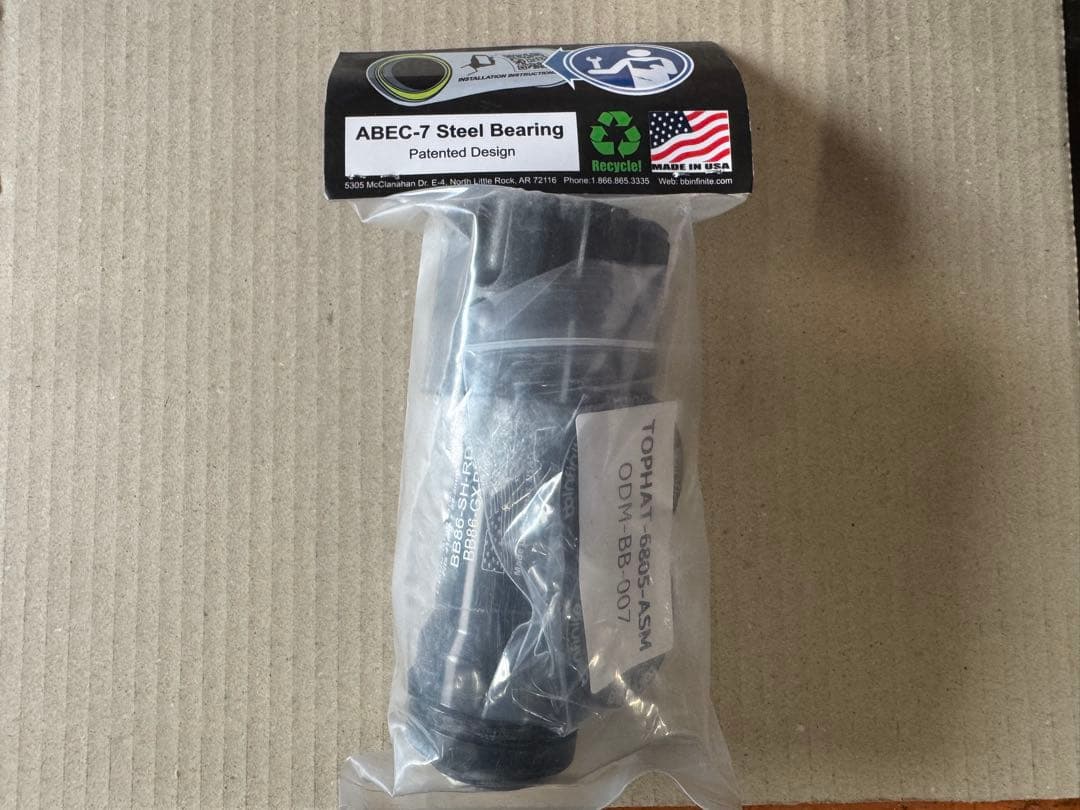 INSTALLATION INSTRUCTIONS
ABEC-7 Steel Bearing
Patented Design
Recycle!
MADE IN USA
5305 McClanahan Dr. E-4, North Little Rock, AR 72116 Phone:1.866.865.3335 Web: bbinfinite.com
BB86-SH-RD
BB86-GXP
TOPHAT-6805-ASM
ODM-BB-007